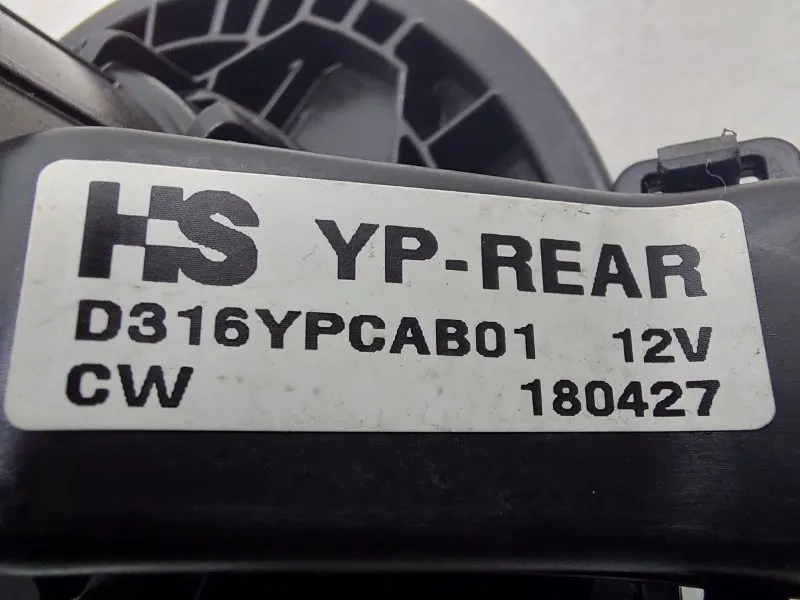 HS YP-REAR
D316YPCAB01 12V
CW 180427